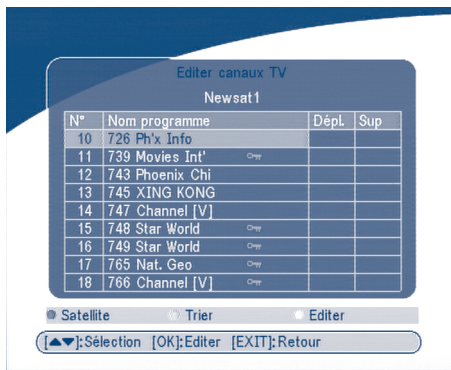 Editer canaux TV
Newsat1
N° Nom programme Dépl. Sup
10 726 Ph'x Info
11 739 Movies Int'
12 743 Phoenix Chi
13 745 XING KONG
14 747 Channel [V]
15 748 Star World
16 749 Star World
17 765 Nat. Geo
18 766 Channel [V]
Satellite Trier Editer
[▲▼]:Sélection [OK]:Editer [EXIT]:Retour